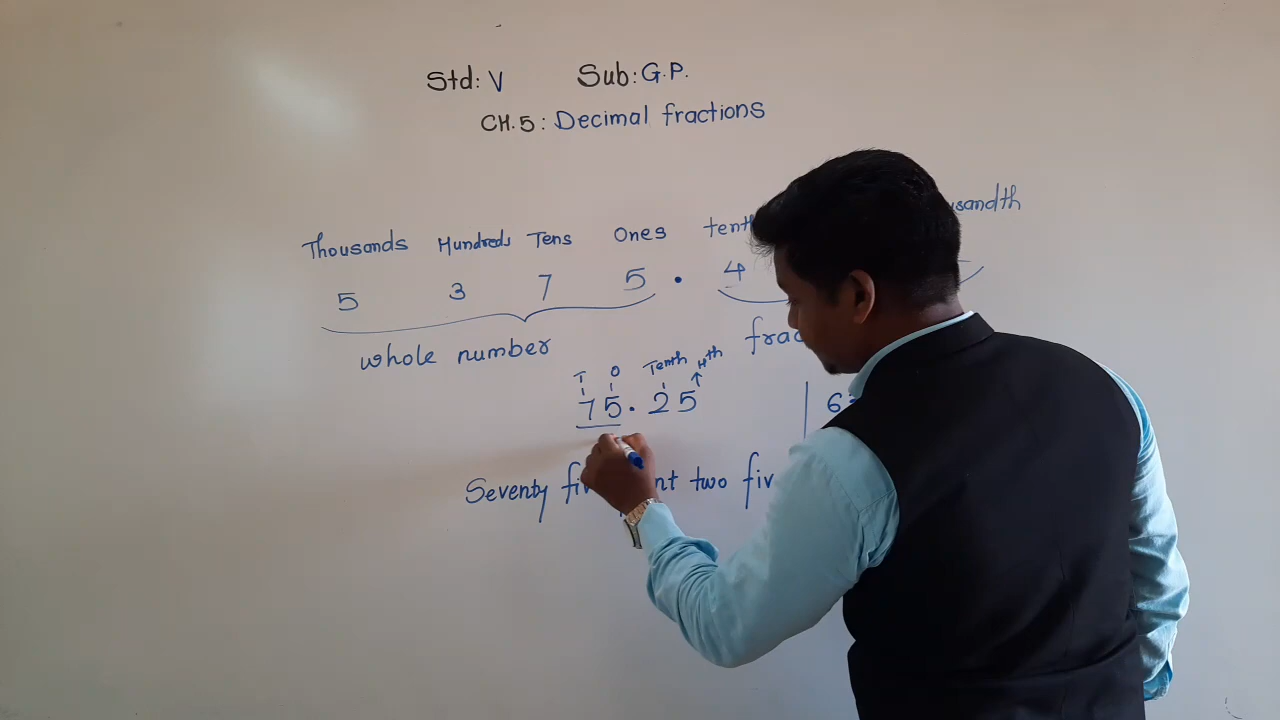 Std: V Sub: G.P.
CH.5: Decimal fractions
Thousands Hundreds Tens Ones
5 3 7 5 . 4
whole number
T O Tenth Hth
75.25
Seventy two